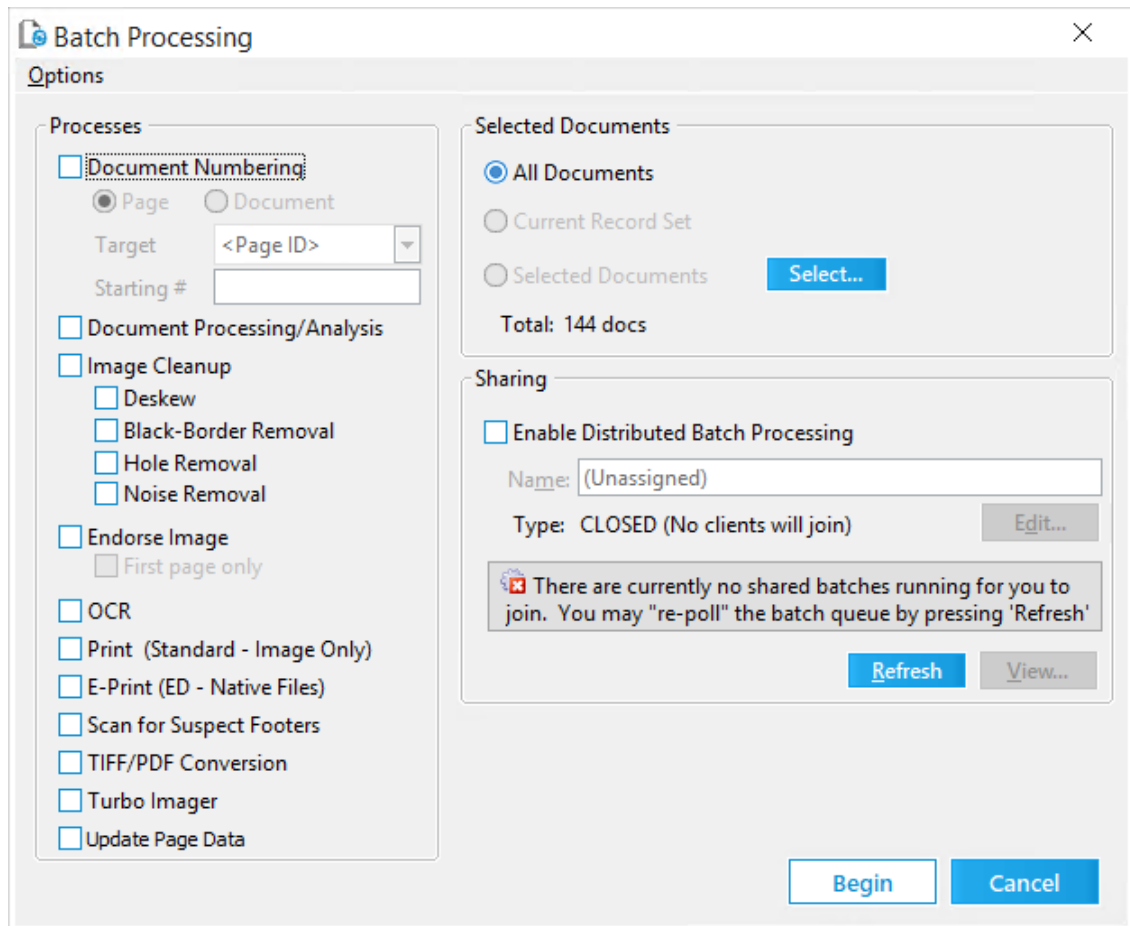 Batch Processing
Options
Processes
Document Numbering
Page Document
Target <Page ID>
Starting #
Document Processing/Analysis
Image Cleanup
Deskew
Black-Border Removal
Hole Removal
Noise Removal
Endorse Image
First page only
OCR
Print (Standard - Image Only)
E-Print (ED - Native Files)
Scan for Suspect Footers
TIFF/PDF Conversion
Turbo Imager
Update Page Data
Selected Documents
All Documents
Current Record Set
Selected Documents Select...
Total: 144 docs
Sharing
Enable Distributed Batch Processing
Name: (Unassigned)
Type: CLOSED (No clients will join) Edit...
There are currently no shared batches running for you to
join. You may "re-poll" the batch queue by pressing 'Refresh'
Refresh View...
Begin Cancel